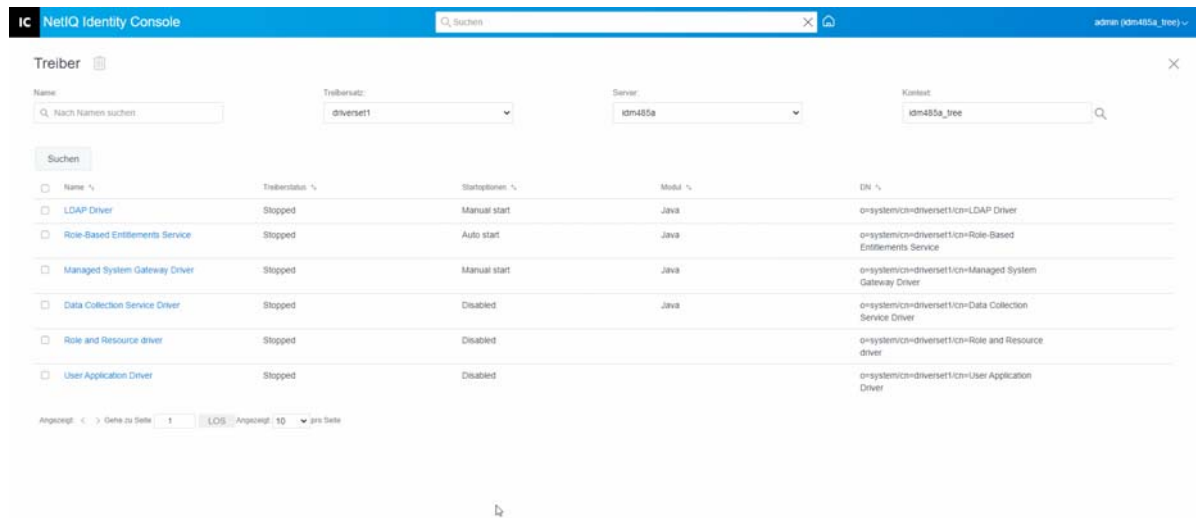 IC NetIQ Identity Console
Suchen
admin (idm485a_tree)
Treiber
Name: Treibersatz: Server: Kontext:
Nach Namen suchen driverset1 idm485a idm485a_tree
Suchen
Name Treiberstatus Startoptionen Modul DN
LDAP Driver Stopped Manual start Java o=system/cn=driverset1/cn=LDAP Driver
Role-Based Entitlements Service Stopped Auto start Java o=system/cn=driverset1/cn=Role-Based
Entitlements Service
Managed System Gateway Driver Stopped Manual start Java o=system/cn=driverset1/cn=Managed System
Gateway Driver
Data Collection Service Driver Stopped Disabled Java o=system/cn=driverset1/cn=Data Collection
Service Driver
Role and Resource driver Stopped Disabled o=system/cn=driverset1/cn=Role and Resource
driver
User Application Driver Stopped Disabled o=system/cn=driverset1/cn=User Application
Driver
Angezeigt: < > Gehe zu Seite 1 LOS Angezeigt: 10 pro Seite